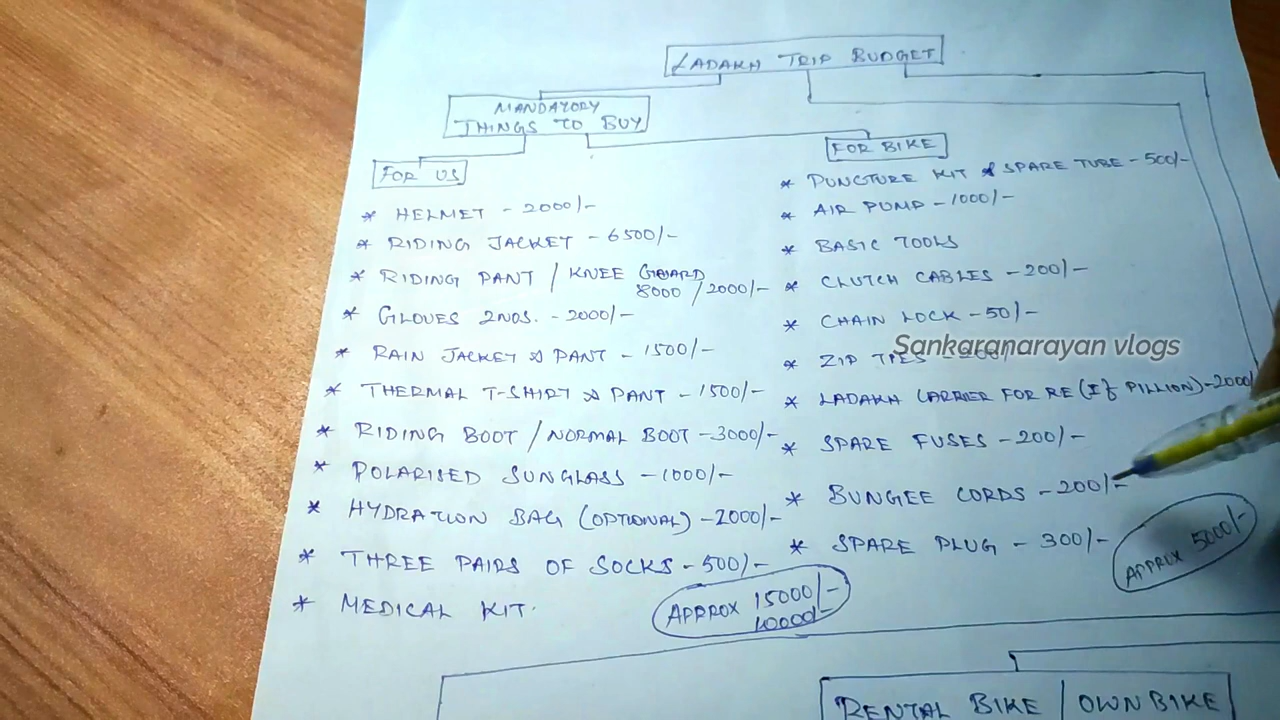 LADAKH TRIP BUDGET
MANDATORY
THINGS TO BUY
FOR US
* HELMET - 2000/-
* RIDING JACKET - 6500/-
* RIDING PANT / KNEE GUARD
8000 / 2000/-
* GLOVES 2NOS. - 2000/-
* RAIN JACKET & PANT - 1500/-
* THERMAL T-SHIRT & PANT - 1500/-
* RIDING BOOT / NORMAL BOOT - 3000/-
* POLARISED SUNGLASS - 1000/-
* HYDRATION BAG (OPTIONAL) - 2000/-
* THREE PAIRS OF SOCKS - 500/-
* MEDICAL KIT.
APPROX 15000/-
10000/-
FOR BIKE
* PUNCTURE KIT & SPARE TUBE - 500/-
* AIR PUMP - 1000/-
* BASIC TOOLS
* CLUTCH CABLES - 200/-
* CHAIN LOCK - 50/-
Sankaranarayan vlogs
* ZIP TIES
* LADAKH CARRIER FOR RE (If PILLION) - 2000/
* SPARE FUSES - 200/-
* BUNGEE CORDS - 200/-
* SPARE PLUG - 300/-
APPROX 5000/-
RENTAL BIKE / OWN BIKE